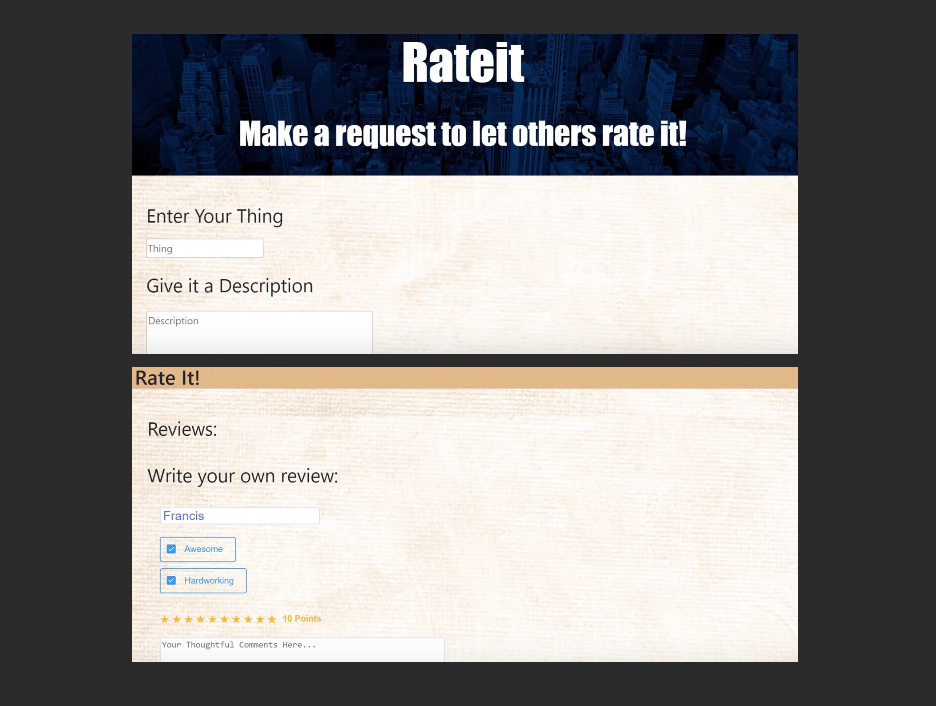 Rateit
Make a request to let others rate it!
Enter Your Thing
Thing
Give it a Description
Description
Rate It!
Reviews:
Write your own review:
Francis
Awesome
Hardworking
10 Points
Your Thoughtful Comments Here...